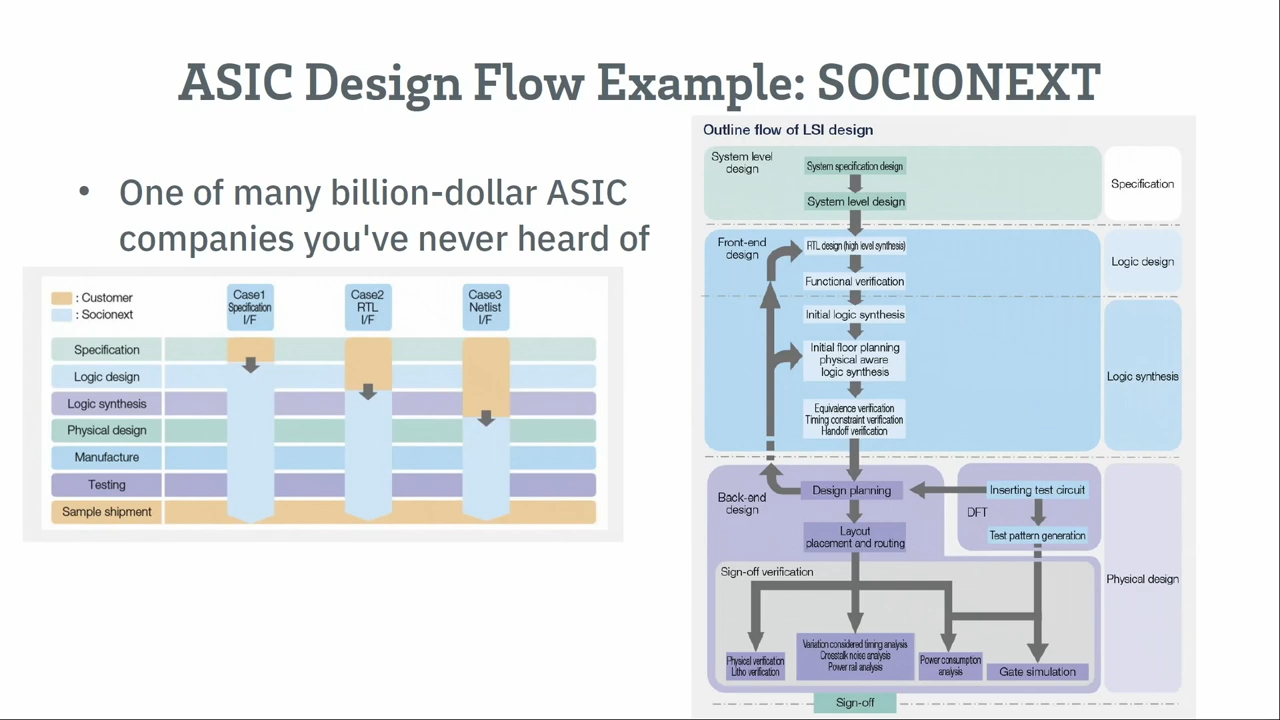 ASIC Design Flow Example: SOCIONEXT
• One of many billion-dollar ASIC
companies you've never heard of
: Customer
: Socionext
Case1
Specification
I/F
Case2
RTL
I/F
Case3
Netlist
I/F
Specification
Logic design
Logic synthesis
Physical design
Manufacture
Testing
Sample shipment
Outline flow of LSI design
System level
design
System specification design
System level design
Specification
Front-end
design
RTL design (high level synthesis)
Functional verification
Logic design
Initial logic synthesis
Initial floor planning
physical aware
logic synthesis
Equivalence verification
Timing constraint verification
Handoff verification
Logic synthesis
Back-end
design
Design planning
Layout
placement and routing
Inserting test circuit
DFT
Test pattern generation
Physical design
Sign-off verification
Physical verification
Litho verification
Variation considered timing analysis
Crosstalk noise analysis
Power rail analysis
Power consumption
analysis
Gate simulation
Sign-off